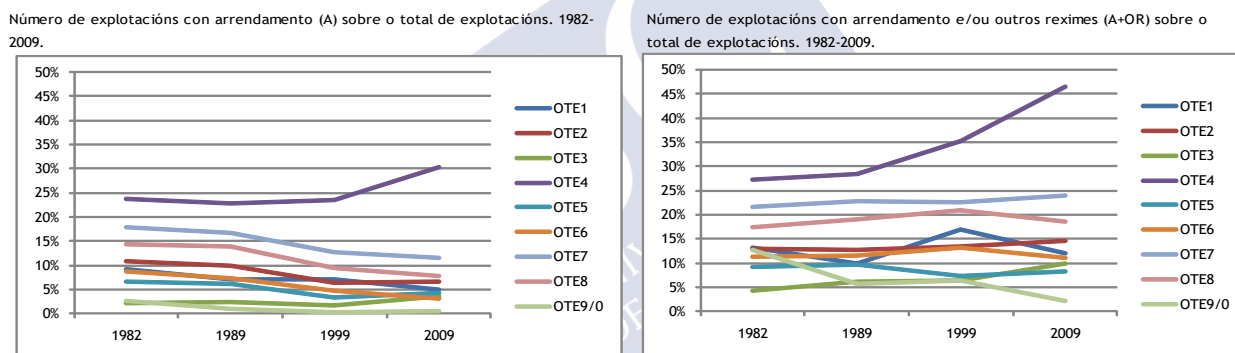 Número de explotacións con arrendamento (A) sobre o total de explotacións. 1982-
2009.
50%
45%
40%
35%
30%
25%
20%
15%
10%
5%
0%
1982 1989 1999 2009
OTE1
OTE2
OTE3
OTE4
OTE5
OTE6
OTE7
OTE8
OTE9/0
Número de explotacións con arrendamento e/ou outros reximes (A+OR) sobre o
total de explotacións. 1982-2009.
50%
45%
40%
35%
30%
25%
20%
15%
10%
5%
0%
1982 1989 1999 2009
OTE1
OTE2
OTE3
OTE4
OTE5
OTE6
OTE7
OTE8
OTE9/0